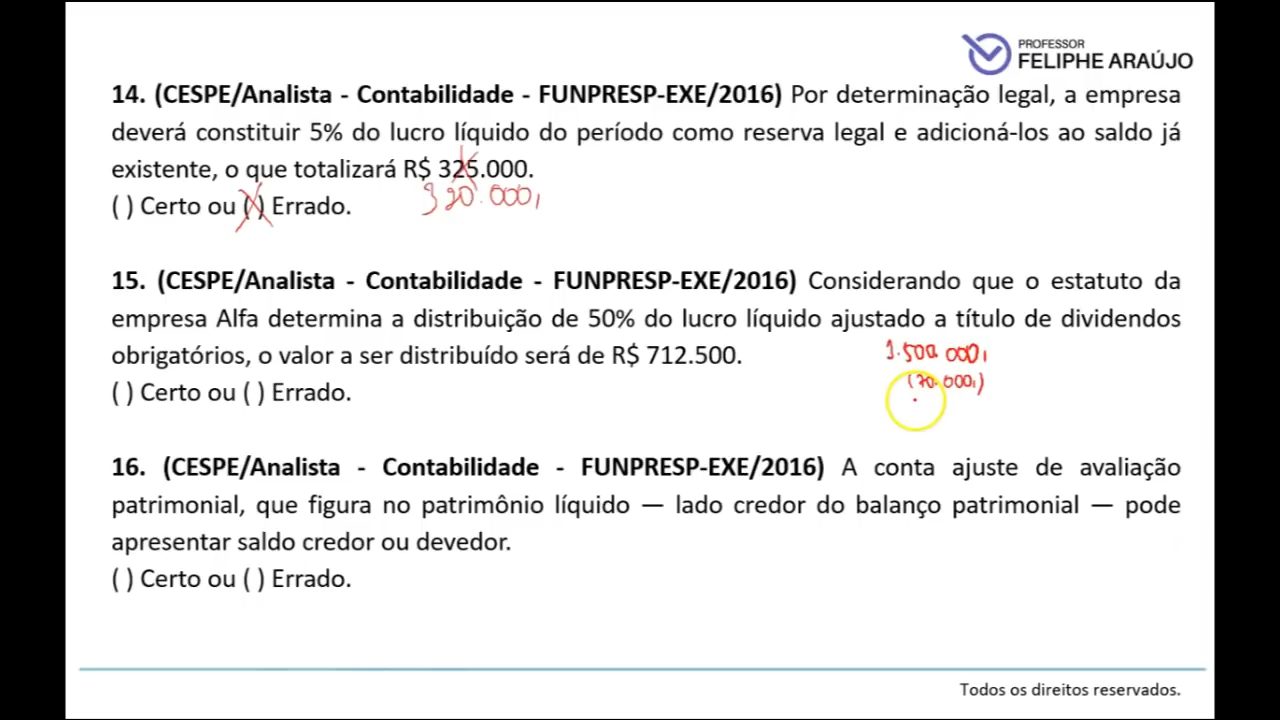 PROFESSOR
FELIPHE ARAÚJO
14. (CESPE/Analista - Contabilidade - FUNPRESP-EXE/2016) Por determinação legal, a empresa
deverá constituir 5% do lucro líquido do período como reserva legal e adicioná-los ao saldo já
existente, o que totalizará R$ 325.000.
320.000,
( ) Certo ou (X) Errado.
15. (CESPE/Analista - Contabilidade - FUNPRESP-EXE/2016) Considerando que o estatuto da
empresa Alfa determina a distribuição de 50% do lucro líquido ajustado a título de dividendos
obrigatórios, o valor a ser distribuído será de R$ 712.500.
1.500.000,
(70.000,)
( ) Certo ou ( ) Errado.
16. (CESPE/Analista - Contabilidade - FUNPRESP-EXE/2016) A conta ajuste de avaliação
patrimonial, que figura no patrimônio líquido — lado credor do balanço patrimonial — pode
apresentar saldo credor ou devedor.
( ) Certo ou ( ) Errado.
Todos os direitos reservados.